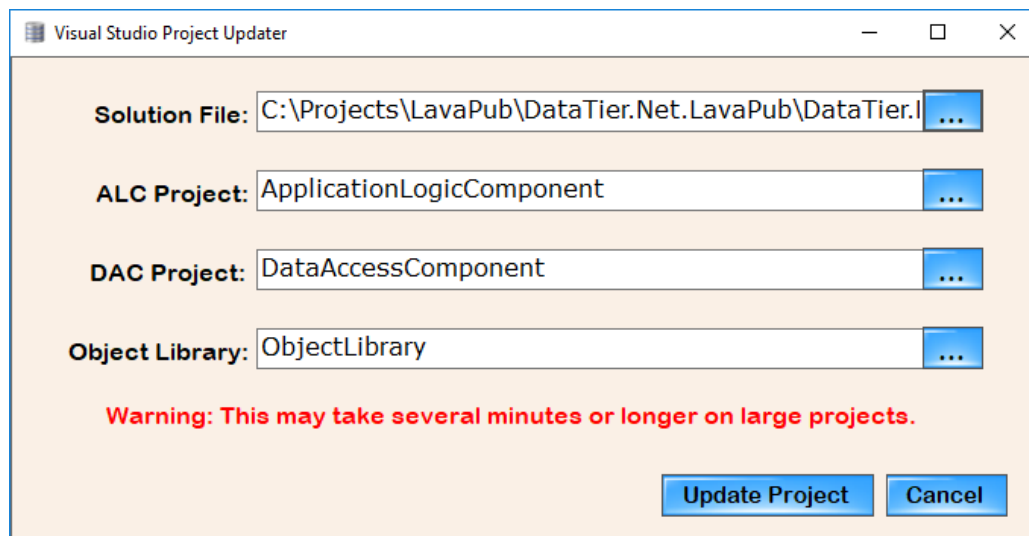 Visual Studio Project Updater
Solution File: C:\Projects\LavaPub\DataTier.Net.LavaPub\DataTier. ...
ALC Project: ApplicationLogicComponent ...
DAC Project: DataAccessComponent ...
Object Library: ObjectLibrary ...
Warning: This may take several minutes or longer on large projects.
Update Project Cancel